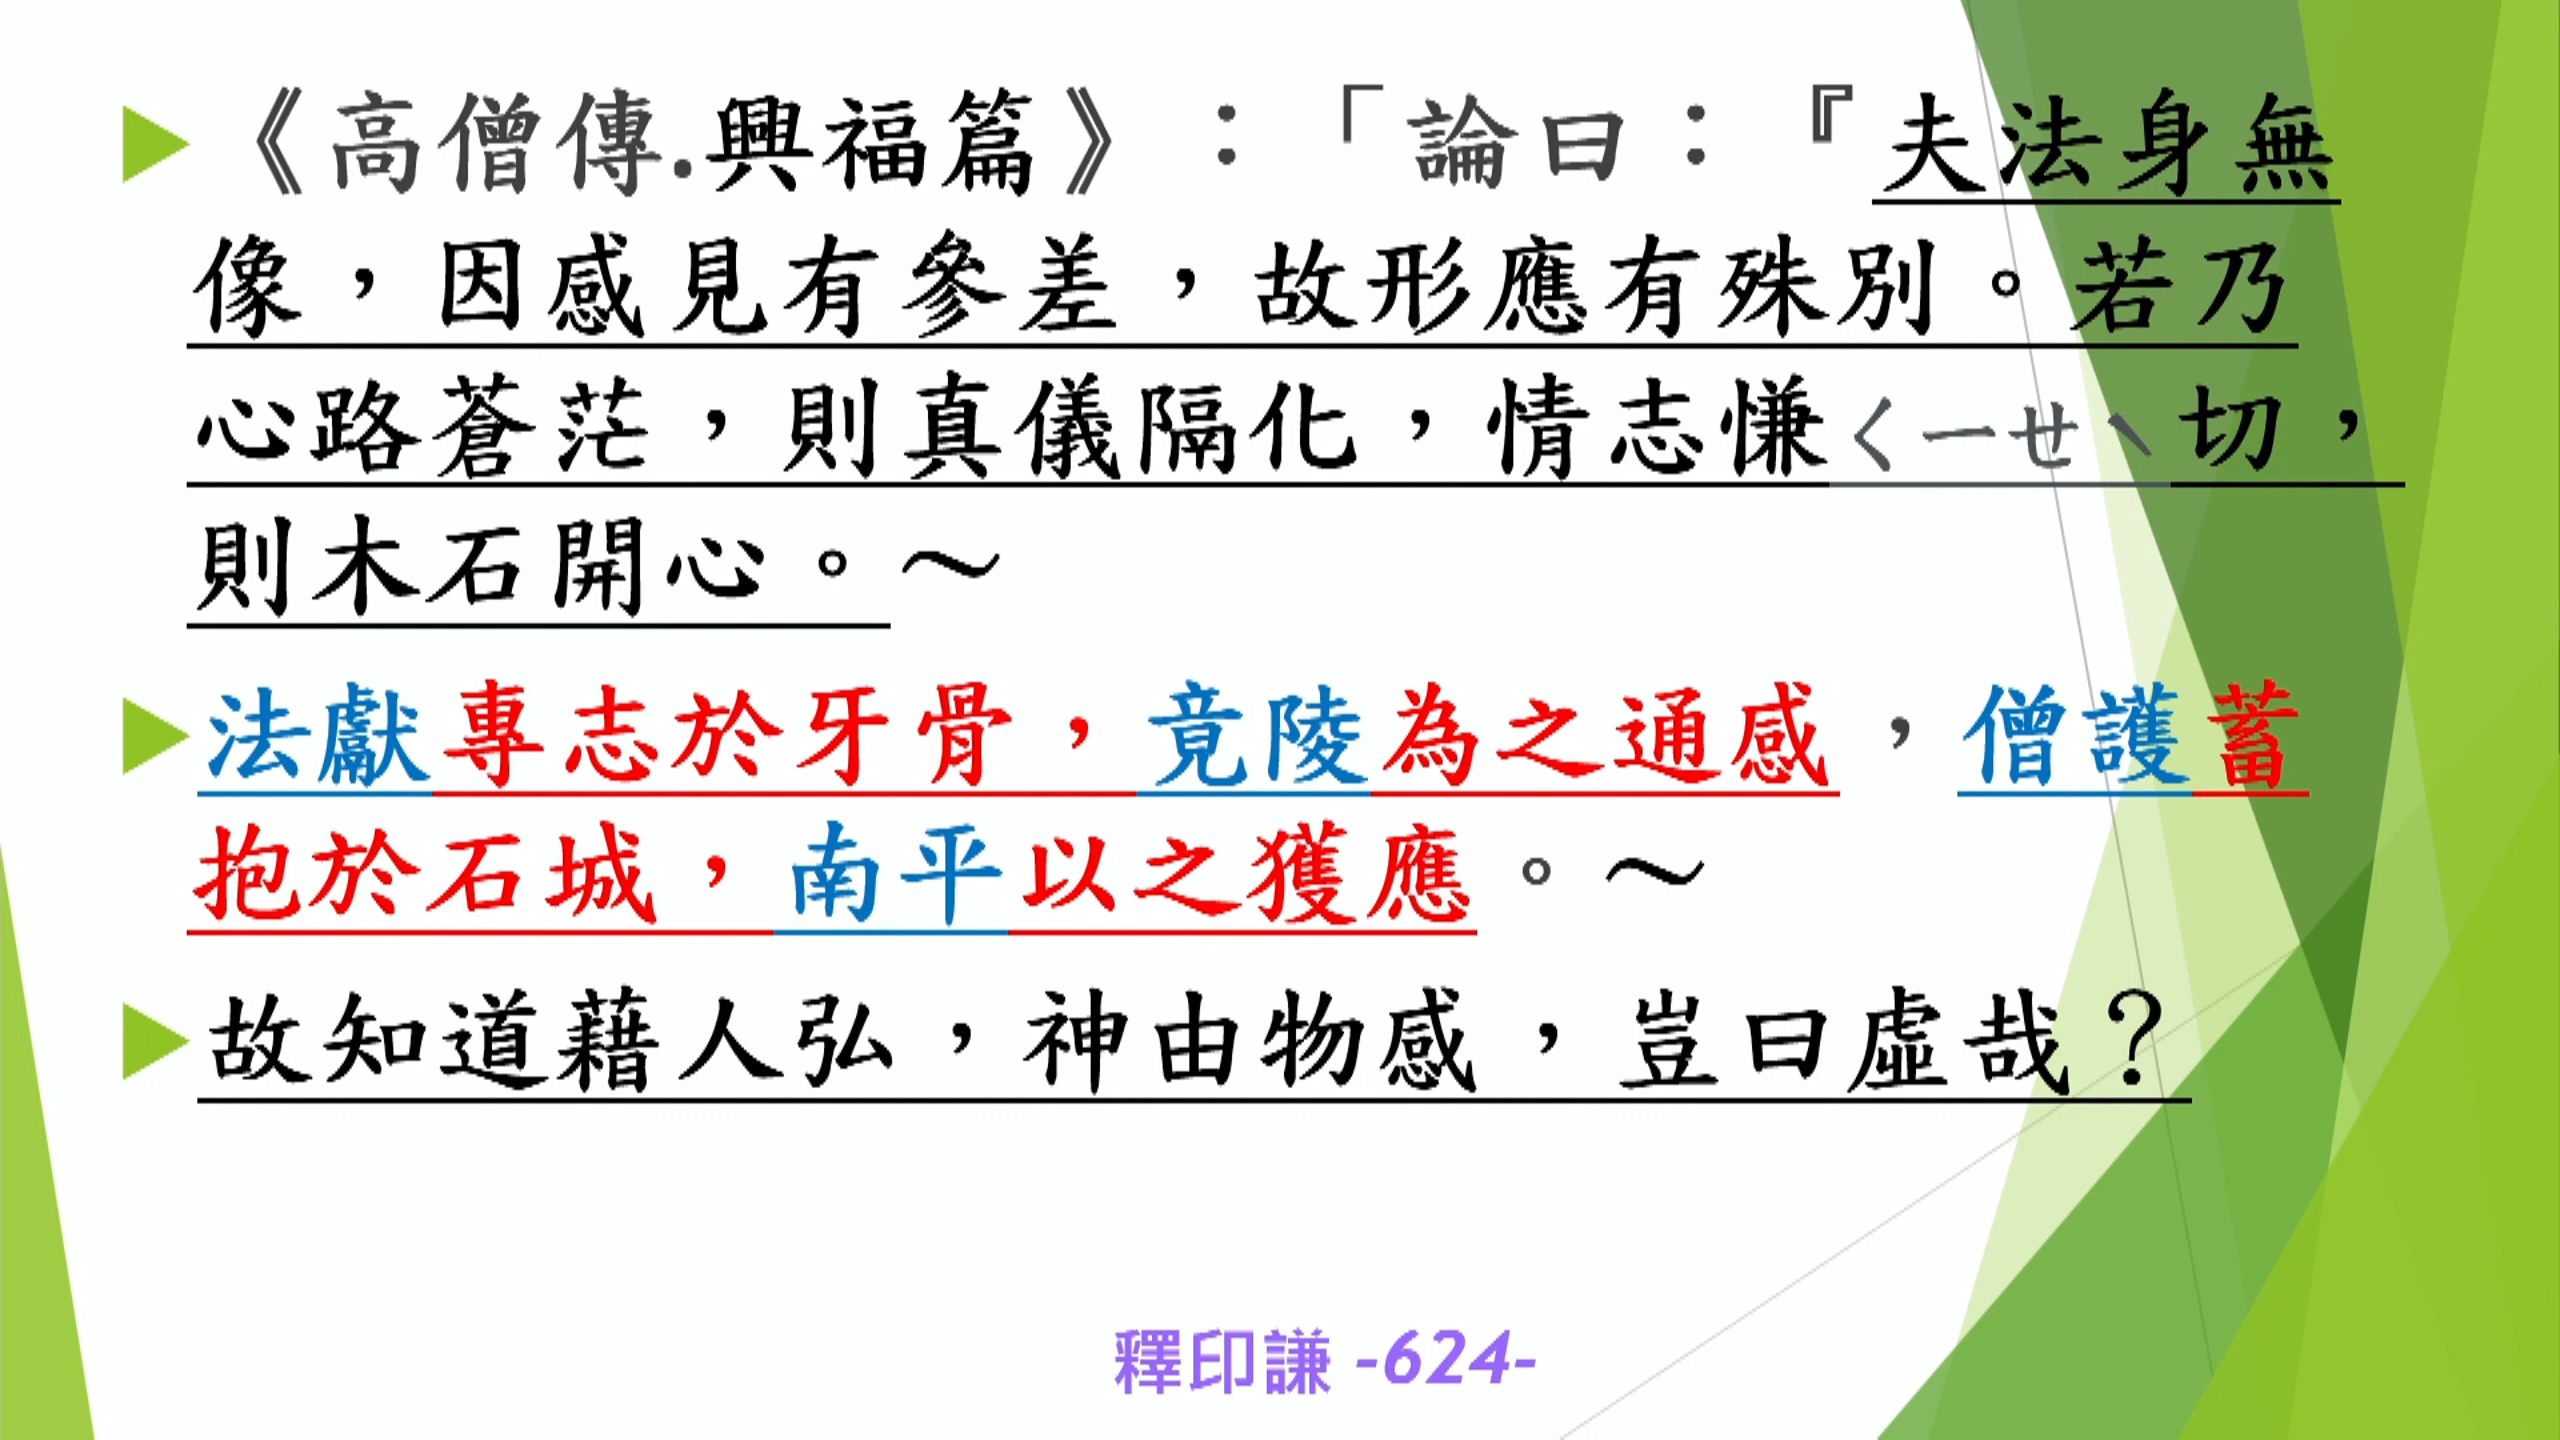 《高僧傳.興福篇》：「論曰：『夫法身無
像，因感見有參差，故形應有殊別。若乃
心路蒼茫，則真儀隔化，情志慊ㄑㄧㄝˋ切，
則木石開心。～
法獻專志於牙骨，竟陵為之通感，僧護蓄
抱於石城，南平以之獲應。～
故知道藉人弘，神由物感，豈曰虛哉？
釋印謙 -624-